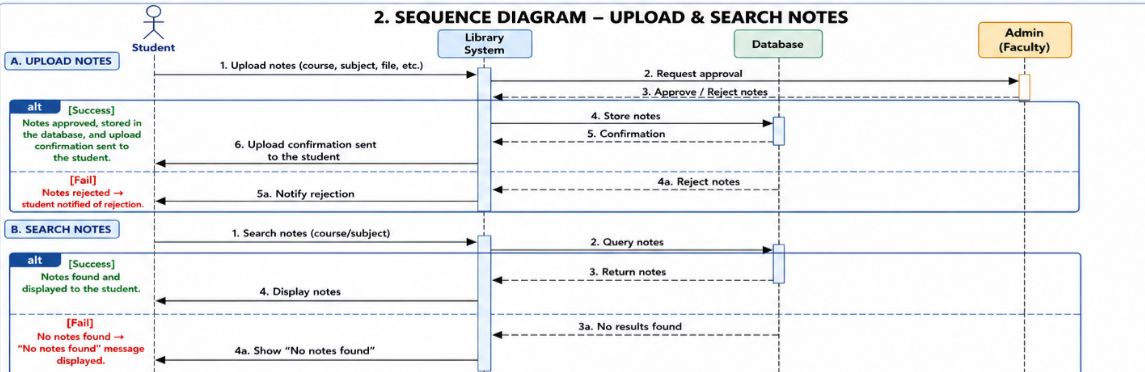 2. SEQUENCE DIAGRAM – UPLOAD & SEARCH NOTES
Student
Library
System
Database
Admin
(Faculty)
A. UPLOAD NOTES
1. Upload notes (course, subject, file, etc.)
2. Request approval
3. Approve / Reject notes
alt
[Success]
Notes approved, stored in
the database, and upload
confirmation sent to
the student.
4. Store notes
5. Confirmation
6. Upload confirmation sent
to the student
[Fail]
Notes rejected →
student notified of rejection.
4a. Reject notes
5a. Notify rejection
B. SEARCH NOTES
1. Search notes (course/subject)
2. Query notes
alt
[Success]
Notes found and
displayed to the student.
3. Return notes
4. Display notes
[Fail]
No notes found →
“No notes found” message
displayed.
3a. No results found
4a. Show “No notes found”